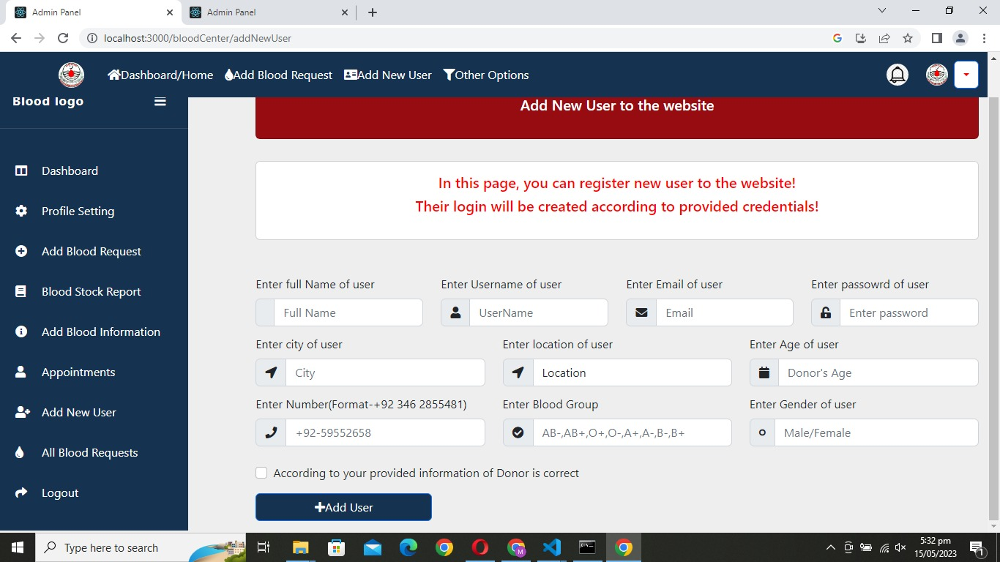 Admin Panel
Admin Panel
localhost:3000/bloodCenter/addNewUser
Dashboard/Home Add Blood Request Add New User Other Options
Blood logo
Dashboard
Profile Setting
Add Blood Request
Blood Stock Report
Add Blood Information
Appointments
Add New User
All Blood Requests
Logout
Add New User to the website
In this page, you can register new user to the website!
Their login will be created according to provided credentials!
Enter full Name of user Enter Username of user Enter Email of user Enter passowrd of user
Full Name UserName Email Enter password
Enter city of user Enter location of user Enter Age of user
City Location Donor's Age
Enter Number(Format-+92 346 2855481) Enter Blood Group Enter Gender of user
+92-59552658 AB-,AB+,O+,O-,A+,A-,B-,B+ Male/Female
According to your provided information of Donor is correct
+Add User
Type here to search
5:32 pm
15/05/2023
1